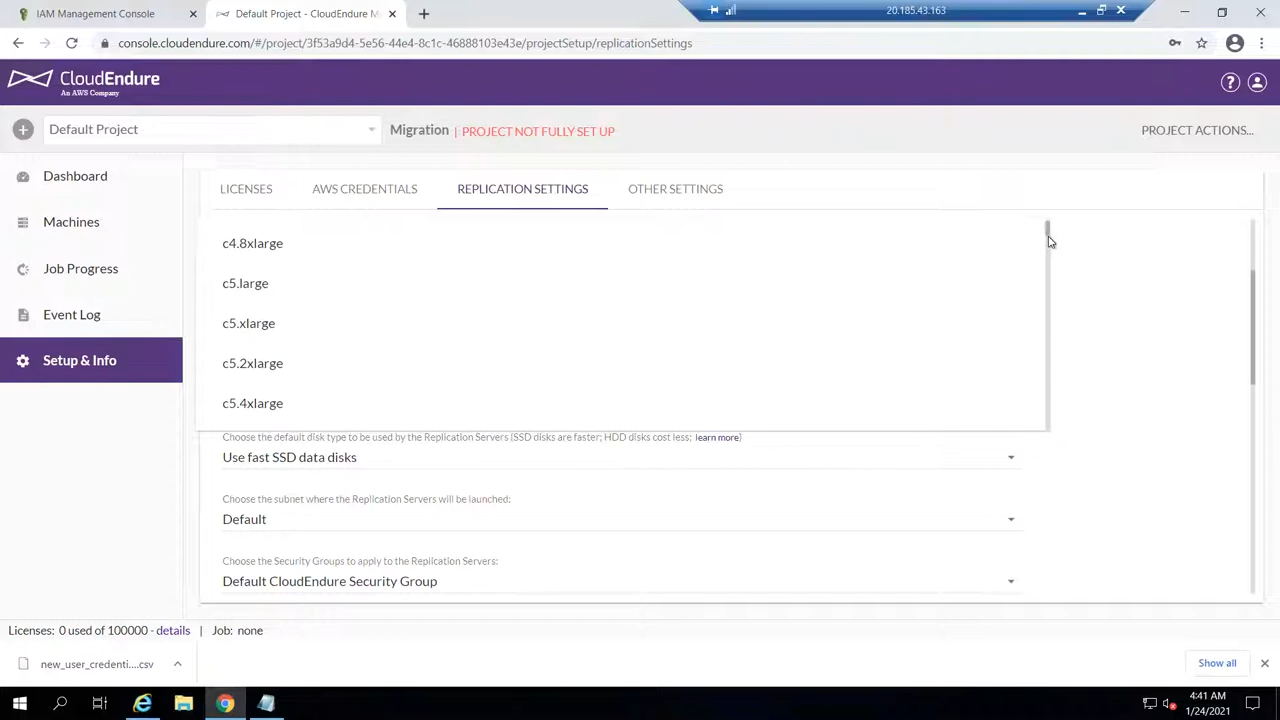 IAM Management Console
Default Project - CloudEndure M
20.185.43.163
console.cloudendure.com/#/project/3f53a9d4-5e56-44e4-8c1c-46888103e43e/projectSetup/replicationSettings
CloudEndure
An AWS Company
Default Project
Migration | PROJECT NOT FULLY SET UP
PROJECT ACTIONS...
Dashboard
Machines
Job Progress
Event Log
Setup & Info
LICENSES
AWS CREDENTIALS
REPLICATION SETTINGS
OTHER SETTINGS
c4.8xlarge
c5.large
c5.xlarge
c5.2xlarge
c5.4xlarge
Choose the default disk type to be used by the Replication Servers (SSD disks are faster; HDD disks cost less; learn more)
Use fast SSD data disks
Choose the subnet where the Replication Servers will be launched:
Default
Choose the Security Groups to apply to the Replication Servers:
Default CloudEndure Security Group
Licenses: 0 used of 100000 - details | Job: none
new_user_credenti....csv
Show all
4:41 AM
1/24/2021